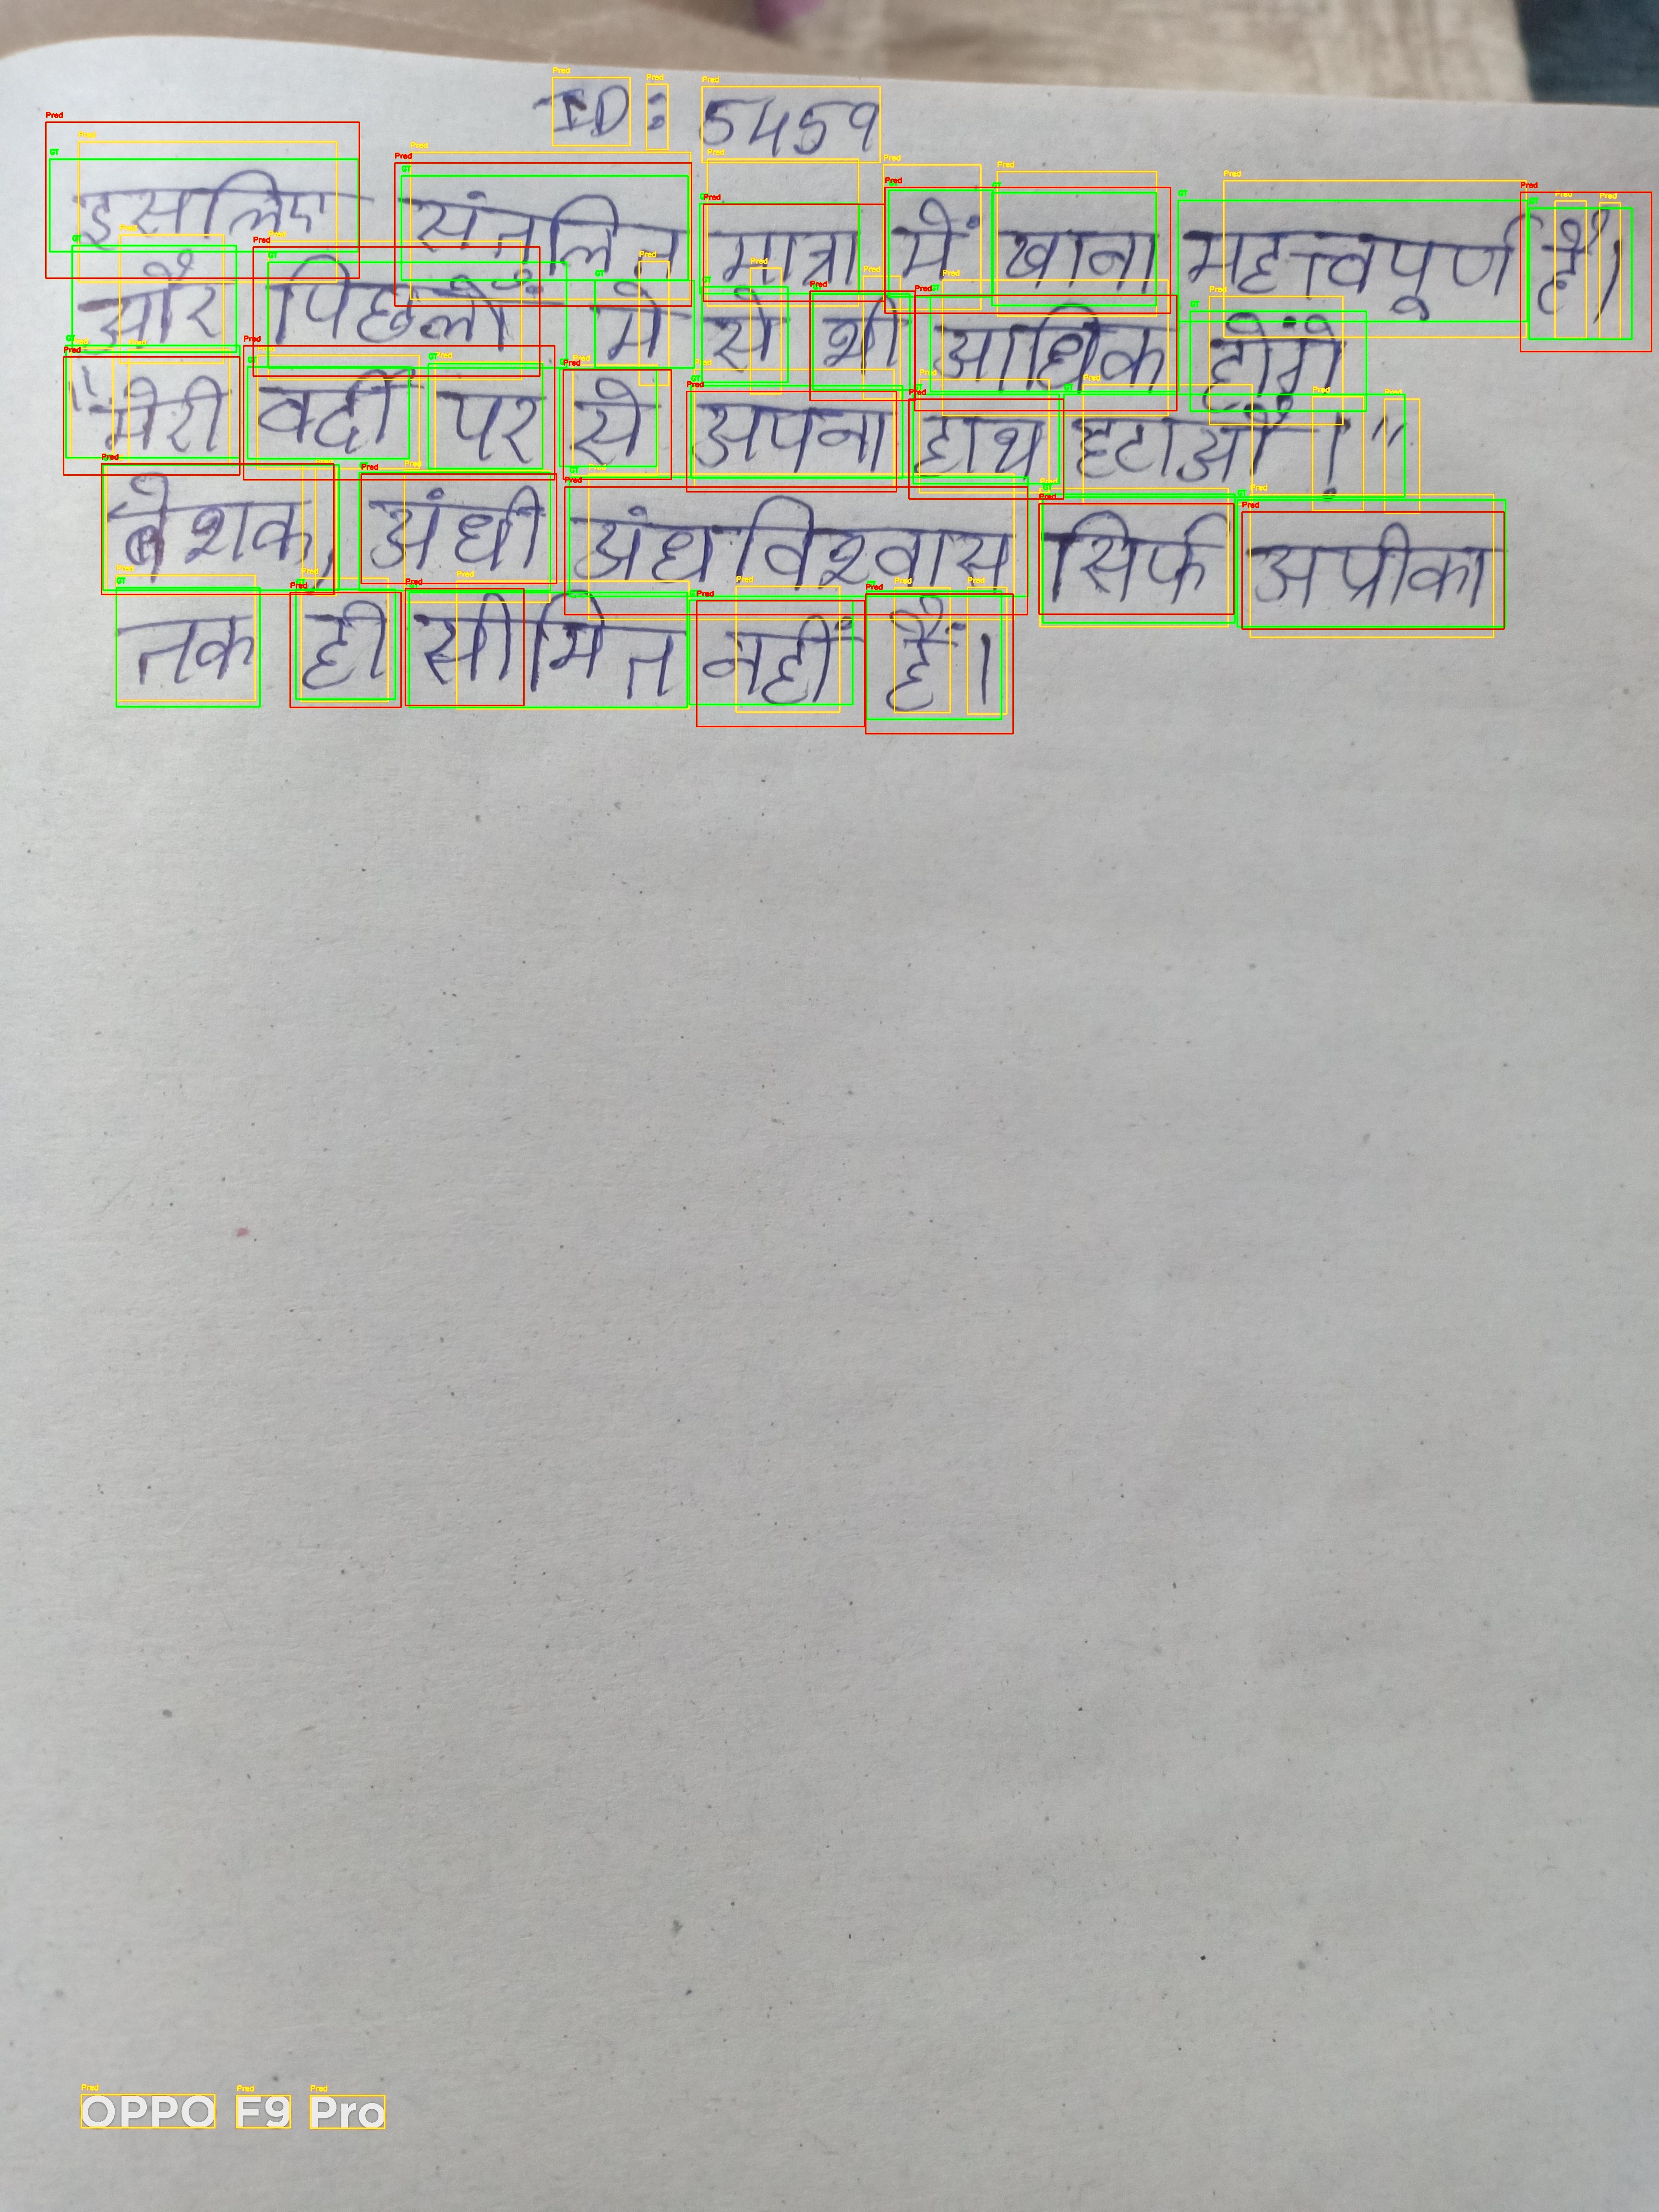 ID : 5459
इसलिए संतुलित मात्रा में खाना महत्त्वपूर्ण है।
और पिछलों में से भी अधिक होंगे
"मेरी वर्दी पर से अपना हाथ हटाओ !"
बेशक, अंधी अंधविश्वास सिर्फ अफ्रीका
तक ही सीमित नहीं हैं।
OPPO F9 Pro